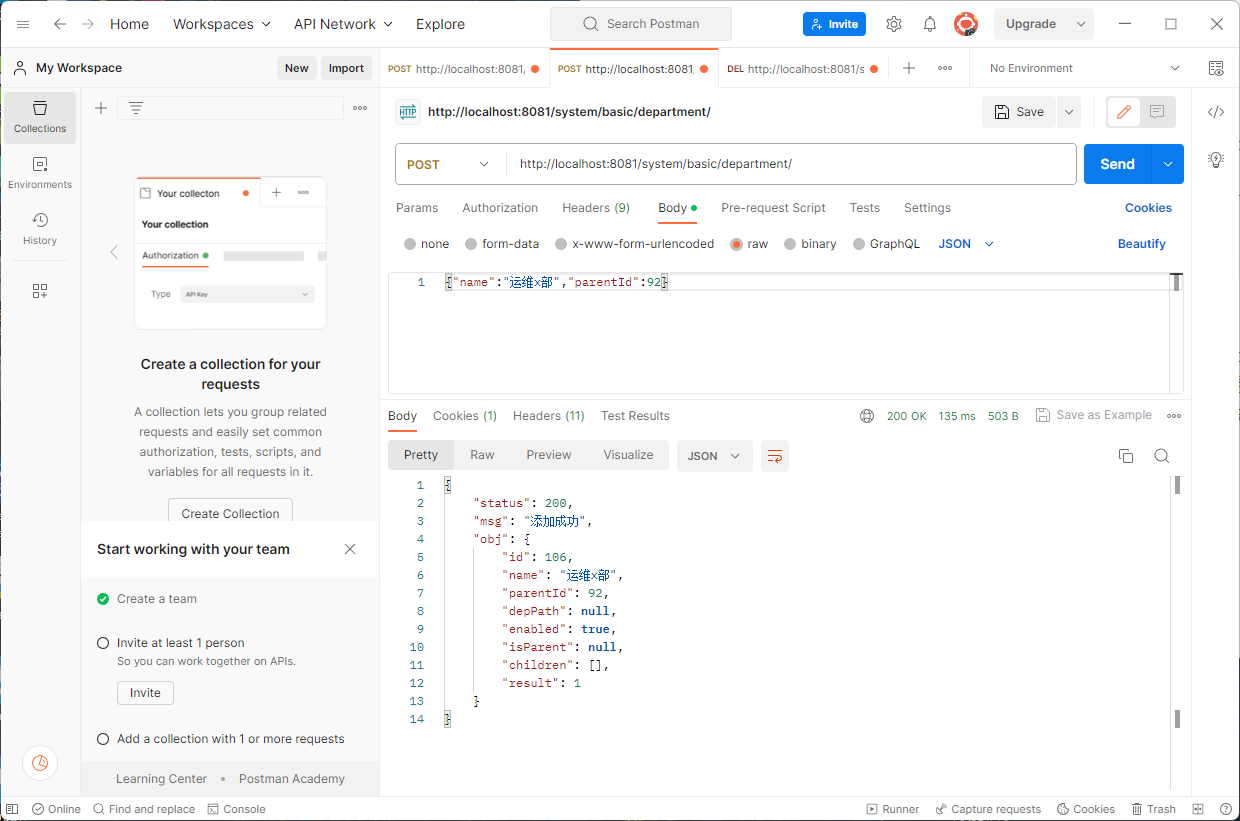 Home
Workspaces
API Network
Explore
Search Postman
Invite
Upgrade
My Workspace
New
Import
POST http://localhost:8081,
POST http://localhost:8081,
DEL http://localhost:8081/s
No Environment
Collections
Environments
History
Your collecton
Your collection
Authorization
Type
API Key
Create a collection for your
requests
A collection lets you group related
requests and easily set common
authorization, tests, scripts, and
variables for all requests in it.
Create Collection
Start working with your team
Create a team
Invite at least 1 person
So you can work together on APIs.
Invite
Add a collection with 1 or more requests
Learning Center • Postman Academy
HTTP
http://localhost:8081/system/basic/department/
Save
POST
http://localhost:8081/system/basic/department/
Send
Params
Authorization
Headers (9)
Body
Pre-request Script
Tests
Settings
Cookies
none
form-data
x-www-form-urlencoded
raw
binary
GraphQL
JSON
Beautify
1 {"name":"运维x部","parentId":92}
Body
Cookies (1)
Headers (11)
Test Results
200 OK
135 ms
503 B
Save as Example
Pretty
Raw
Preview
Visualize
JSON
1 {
2 "status": 200,
3 "msg": "添加成功",
4 "obj": {
5 "id": 106,
6 "name": "运维x部",
7 "parentId": 92,
8 "depPath": null,
9 "enabled": true,
10 "isParent": null,
11 "children": [],
12 "result": 1
13 }
14 }
Online
Find and replace
Console
Runner
Capture requests
Cookies
Trash